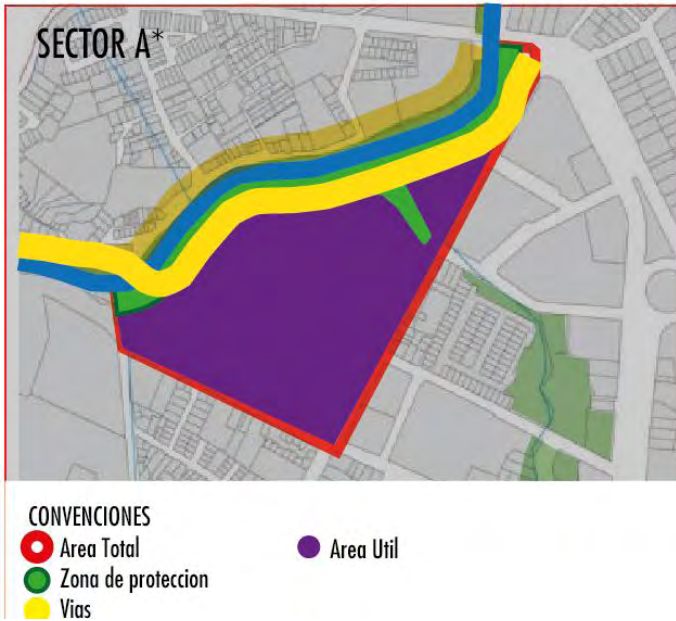 SECTOR A*
CONVENCIONES
Area Total
Area Util
Zona de proteccion
Vias